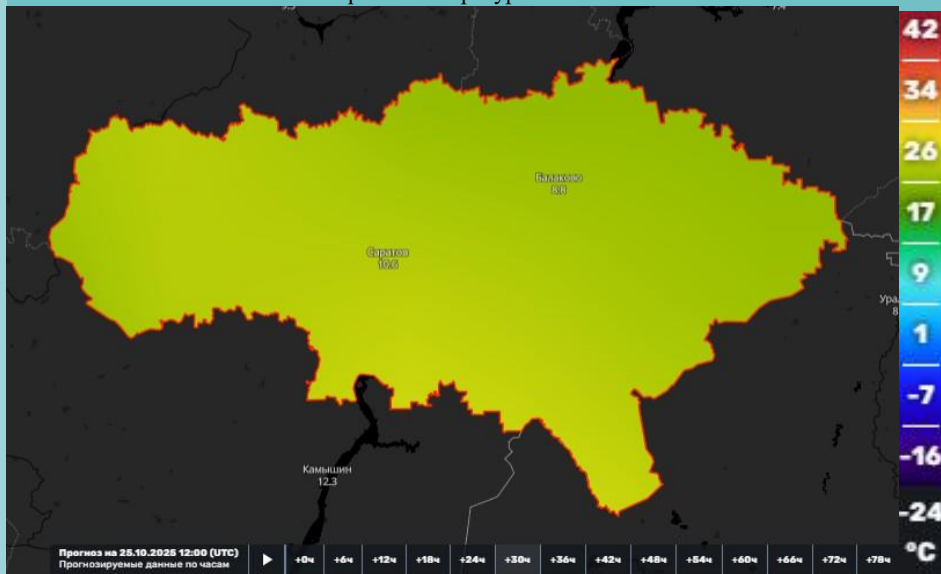 Балаково
8.8
Саратов
10.6
Камышин
12.3
42
34
26
17
9
1
-7
-16
-24
°C
Прогноз на 25.10.2025 12:00 (UTC)
Прогнозируемые данные по часам
+0ч +6ч +12ч +18ч +24ч +30ч +36ч +42ч +48ч +54ч +60ч +66ч +72ч +78ч